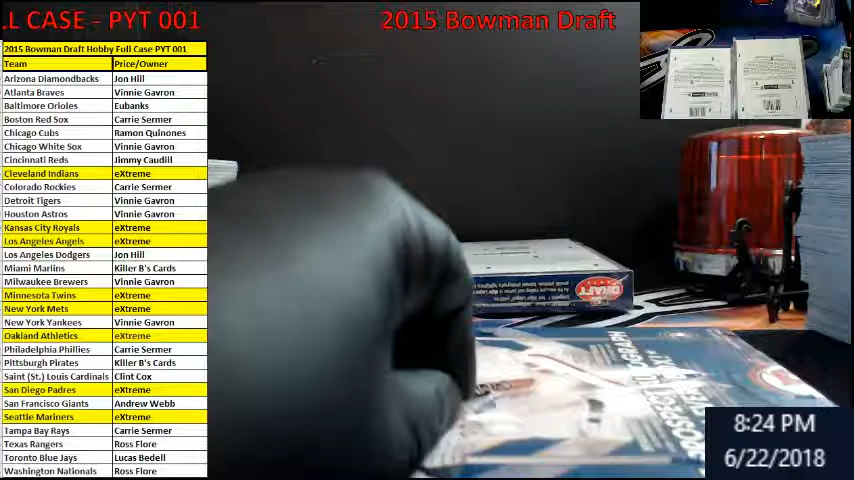 .L CASE - PYT 001
2015 Bowman Draft
2015 Bowman Draft Hobby Full Case PYT 001
Team Price/Owner
Arizona Diamondbacks Jon Hill
Atlanta Braves Vinnie Gavron
Baltimore Orioles Eubanks
Boston Red Sox Carrie Sermer
Chicago Cubs Ramon Quinones
Chicago White Sox Vinnie Gavron
Cincinnati Reds Jimmy Caudill
Cleveland Indians eXtreme
Colorado Rockies Carrie Sermer
Detroit Tigers Vinnie Gavron
Houston Astros Vinnie Gavron
Kansas City Royals eXtreme
Los Angeles Angels eXtreme
Los Angeles Dodgers Jon Hill
Miami Marlins Killer B's Cards
Milwaukee Brewers Vinnie Gavron
Minnesota Twins eXtreme
New York Mets eXtreme
New York Yankees Vinnie Gavron
Oakland Athletics eXtreme
Philadelphia Phillies Carrie Sermer
Pittsburgh Pirates Killer B's Cards
Saint (St.) Louis Cardinals Clint Cox
San Diego Padres eXtreme
San Francisco Giants Andrew Webb
Seattle Mariners eXtreme
Tampa Bay Rays Carrie Sermer
Texas Rangers Ross Flore
Toronto Blue Jays Lucas Bedell
Washington Nationals Ross Flore
DRAFT
8:24 PM
6/22/2018